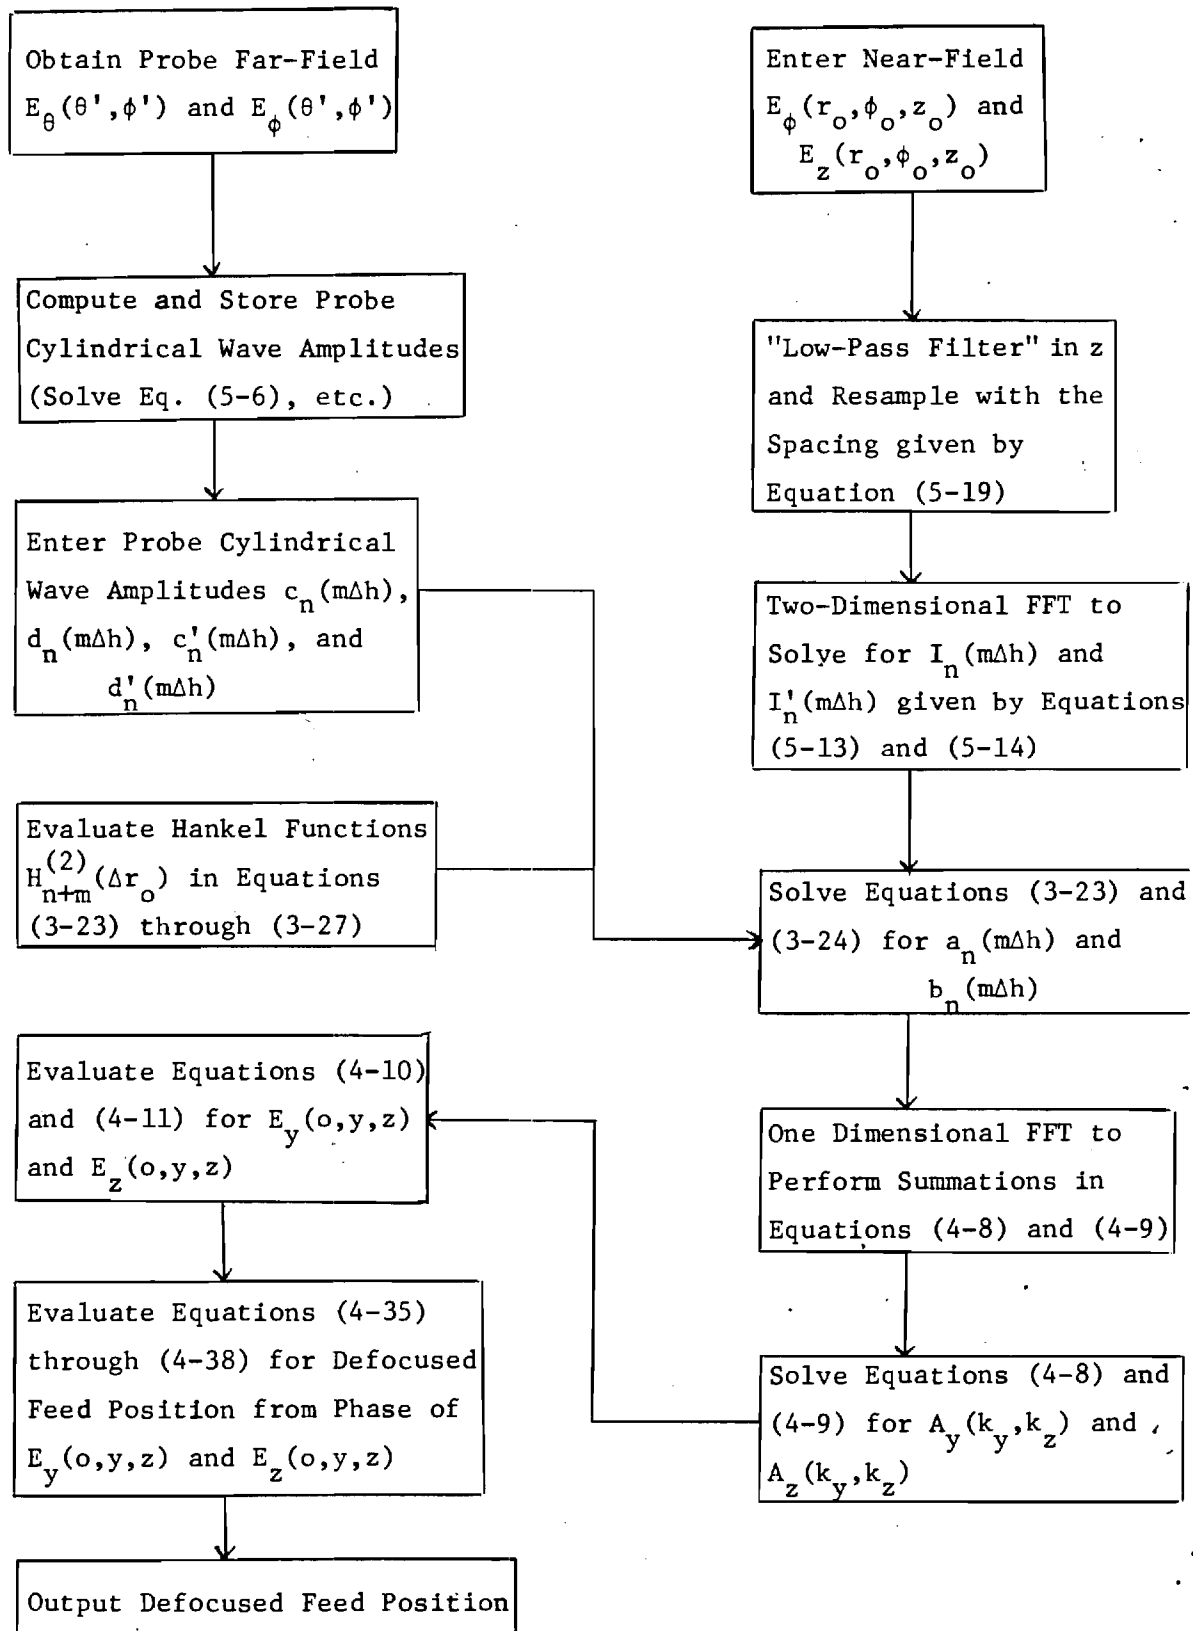 Obtain Probe Far-Field
E_θ(θ',ϕ') and E_ϕ(θ',ϕ')
Compute and Store Probe
Cylindrical Wave Amplitudes
(Solve Eq. (5-6), etc.)
Enter Probe Cylindrical
Wave Amplitudes c_n(mΔh),
d_n(mΔh), c'_n(mΔh), and
d'_n(mΔh)
Evaluate Hankel Functions
H^(2)_n+m(Δr_o) in Equations
(3-23) through (3-27)
Enter Near-Field
E_ϕ(r_o,ϕ_o,z_o) and
E_z(r_o,ϕ_o,z_o)
"Low-Pass Filter" in z
and Resample with the
Spacing given by
Equation (5-19)
Two-Dimensional FFT to
Solve for I_n(mΔh) and
I'_n(mΔh) given by Equations
(5-13) and (5-14)
Solve Equations (3-23) and
(3-24) for a_n(mΔh) and
b_n(mΔh)
One Dimensional FFT to
Perform Summations in
Equations (4-8) and (4-9)
Solve Equations (4-8) and
(4-9) for A_y(k_y,k_z) and
A_z(k_y,k_z)
Evaluate Equations (4-10)
and (4-11) for E_y(o,y,z)
and E_z(o,y,z)
Evaluate Equations (4-35)
through (4-38) for Defocused
Feed Position from Phase of
E_y(o,y,z) and E_z(o,y,z)
Output Defocused Feed Position